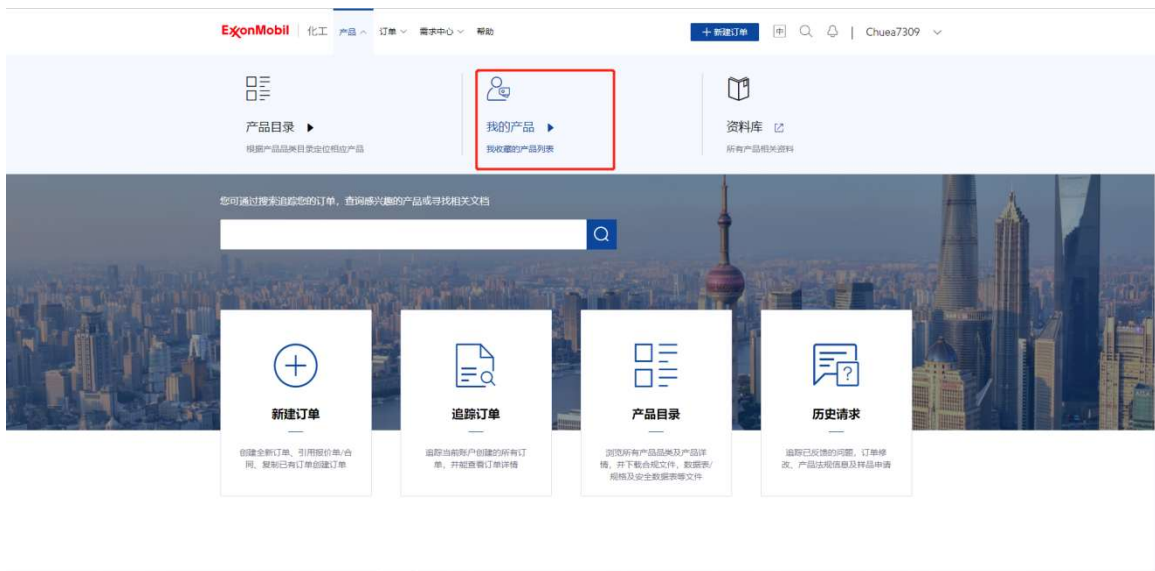 ExxonMobil 化工 产品 订单 需求中心 帮助 ＋新建订单 中 | Chuea7309
产品目录
根据产品品类目录定位相应产品
我的产品
我收藏的产品列表
资料库
所有产品相关资料
您可通过搜索追踪您的订单，查询感兴趣的产品或寻找相关文档
新建订单
创建全新订单、引用报价单/合
同、复制已有订单创建订单
追踪订单
追踪当前账户创建的所有订
单，并能查看订单详情
产品目录
浏览所有产品品类及产品详
情，并下载合规文件、数据表/
规格及安全数据表等文件
历史请求
追踪已反馈的问题，订单修
改、产品法规信息及样品申请